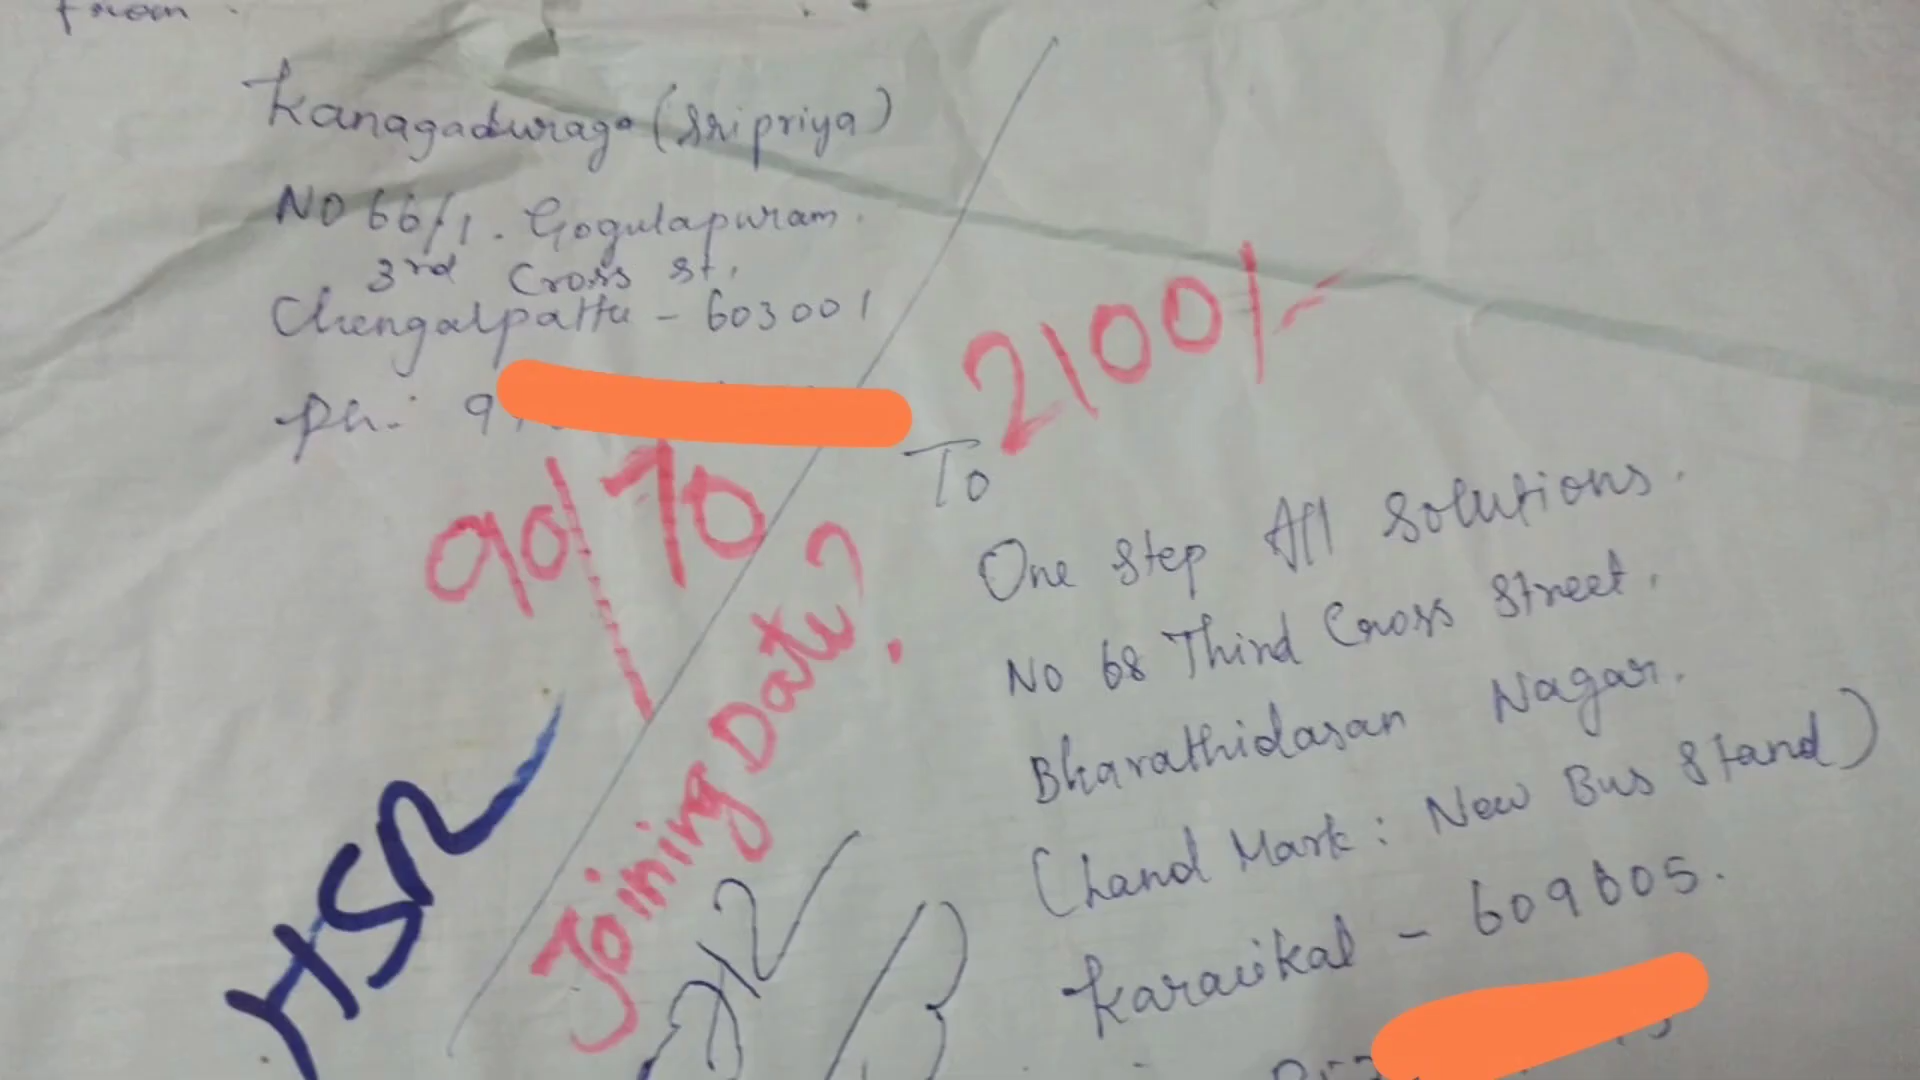 from.
Kanagaduraga (Sripriya)
No 66/1. Gogulapuram.
3rd Cross St.
Chengalpattu - 603001
Ph: 9
90/70
2100/-
Joining Date?
HSR
To
One Step All Solutions.
No 68 Third Cross Street.
Bharathidasan Nagar.
(Land Mark: New Bus Stand)
Karaikal - 609605.